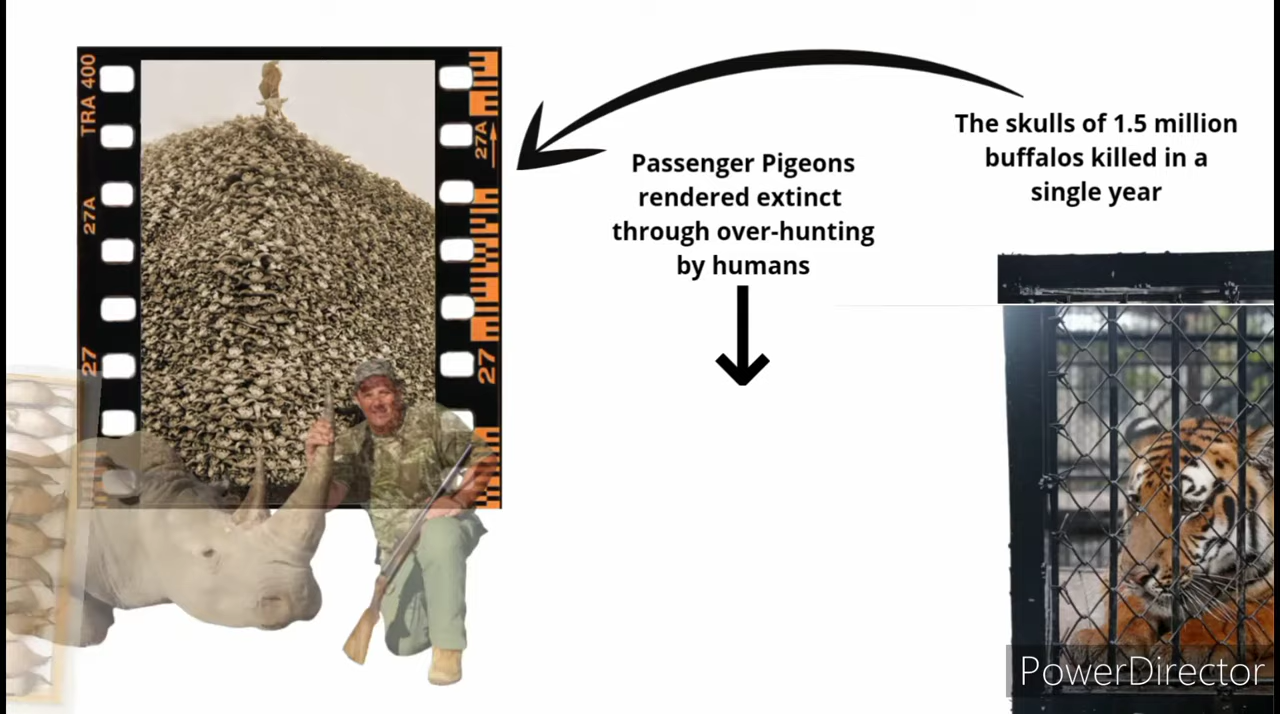 TRA 400
27A
27
27A
27
Passenger Pigeons
rendered extinct
through over-hunting
by humans
The skulls of 1.5 million
buffalos killed in a
single year
PowerDirector